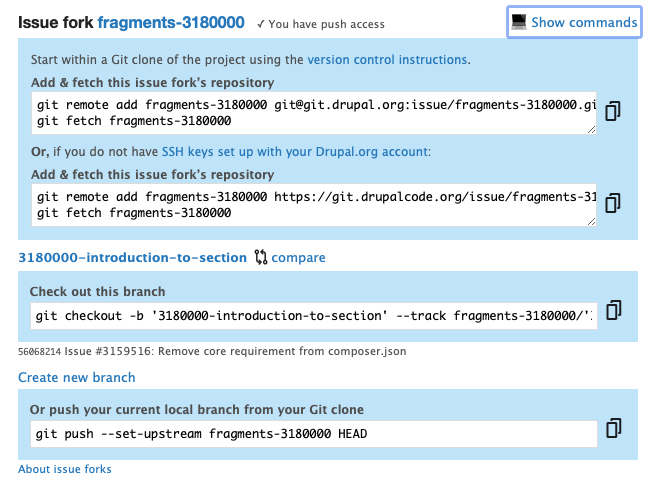 Issue fork fragments-3180000 ✓ You have push access
Show commands
Start within a Git clone of the project using the version control instructions.
Add & fetch this issue fork's repository
git remote add fragments-3180000 git@git.drupal.org:issue/fragments-3180000.gi
git fetch fragments-3180000
Or, if you do not have SSH keys set up with your Drupal.org account:
Add & fetch this issue fork's repository
git remote add fragments-3180000 https://git.drupalcode.org/issue/fragments-31
git fetch fragments-3180000
3180000-introduction-to-section compare
Check out this branch
git checkout -b '3180000-introduction-to-section' --track fragments-3180000/'
56068214 Issue #3159516: Remove core requirement from composer.json
Create new branch
Or push your current local branch from your Git clone
git push --set-upstream fragments-3180000 HEAD
About issue forks